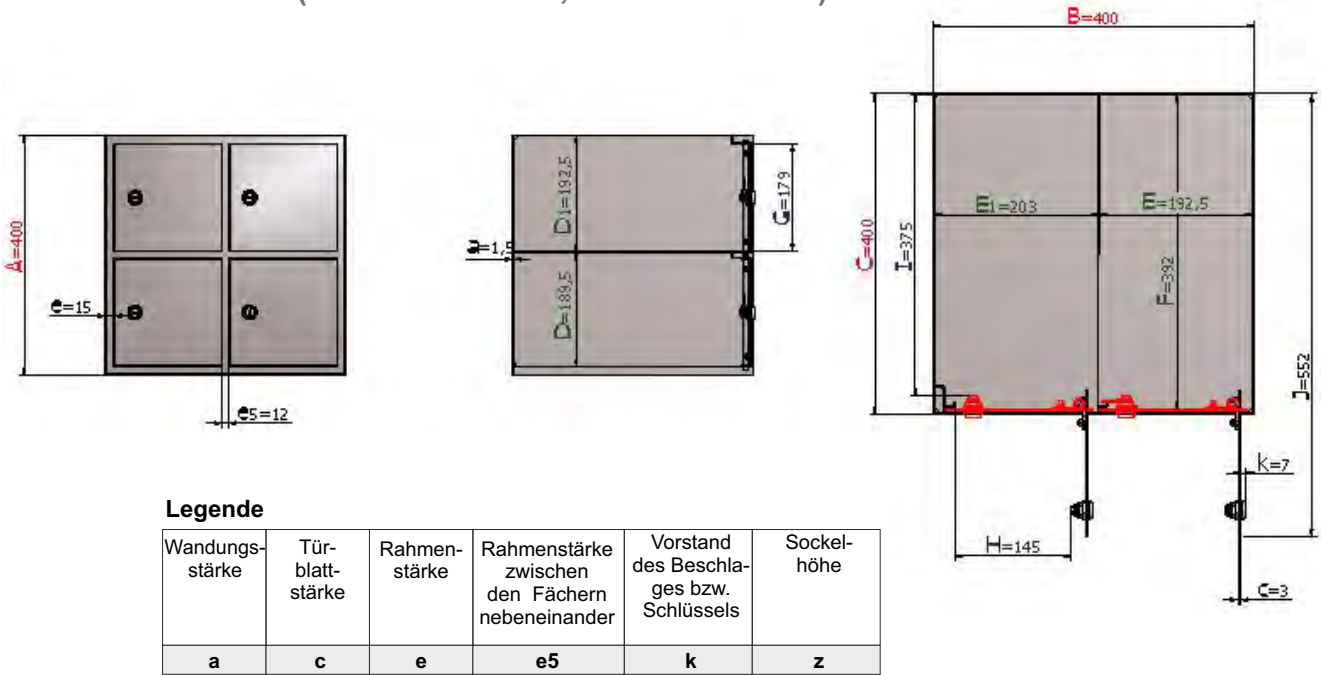 B=400
A=400
e=15
e5=12
D1=192,5
D=189,5
G=179
=1,5
C=400
I=375
E1=203
E=192,5
F=392
J=552
k=7
H=145
c=3
Legende
Wandungs-
stärke
Tür-
blatt-
stärke
Rahmen-
stärke
Rahmenstärke
zwischen
den Fächern
nebeneinander
Vorstand
des Beschla-
ges bzw.
Schlüssels
Sockel-
höhe
a c e e5 k z